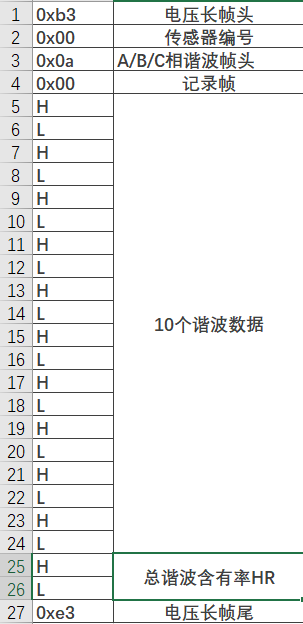 1 0xb3 电压长帧头
2 0x00 传感器编号
3 0x0a A/B/C相谐波帧头
4 0x00 记录帧
5 H
6 L
7 H
8 L
9 H
10 L
11 H
12 L
13 H
14 L 10个谐波数据
15 H
16 L
17 H
18 L
19 H
20 L
21 H
22 L
23 H
24 L
25 H 总谐波含有率HR
26 L
27 0xe3 电压长帧尾